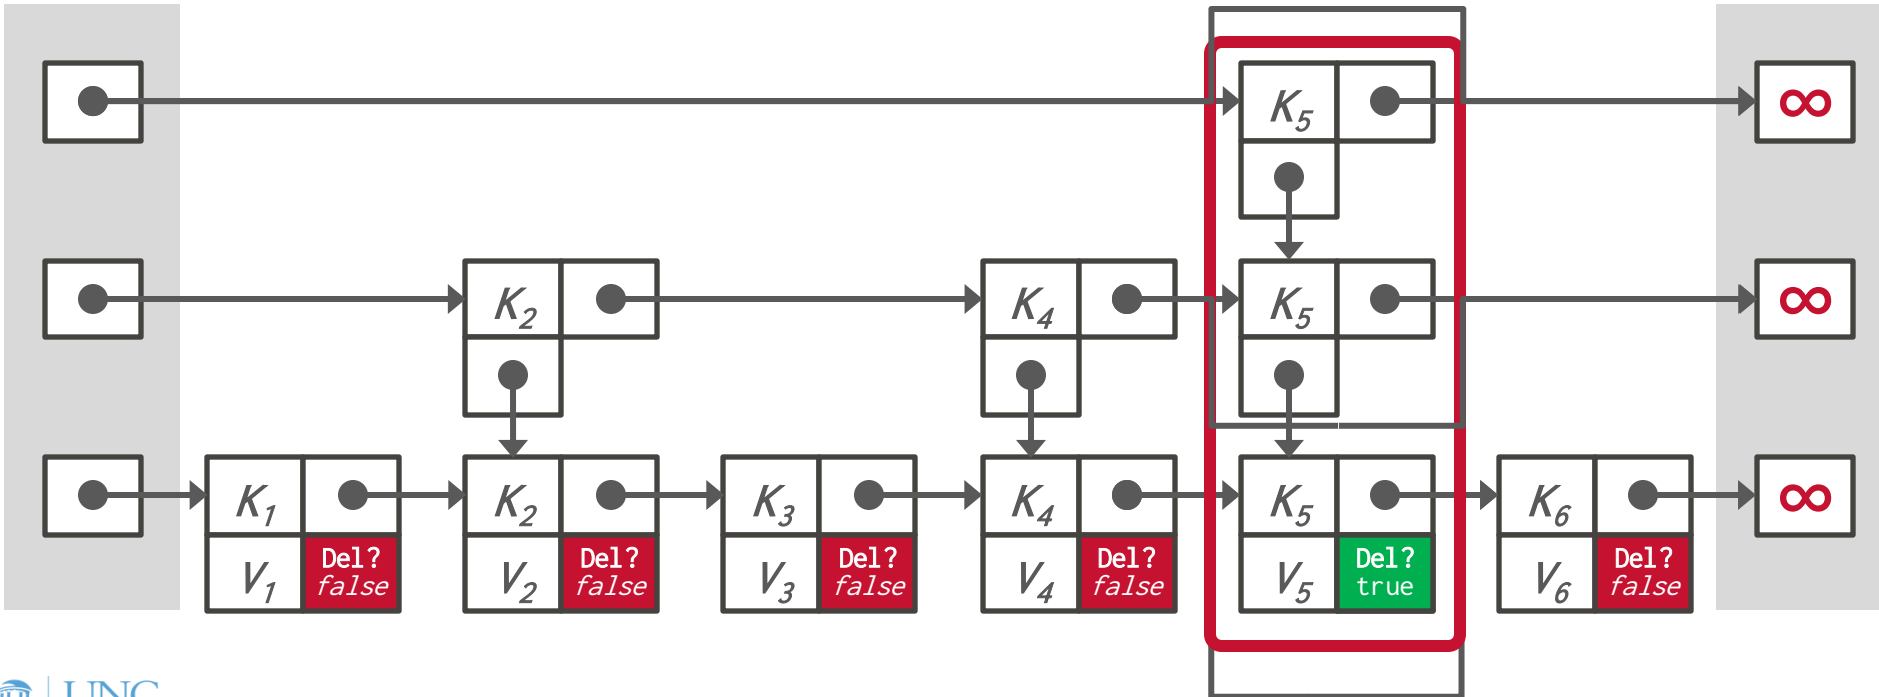 K5 ∞
K2 K4 K5 ∞
K1 K2 K3 K4 K5 K6 ∞
V1 Del? false V2 Del? false V3 Del? false V4 Del? false V5 Del? true V6 Del? false
UNC